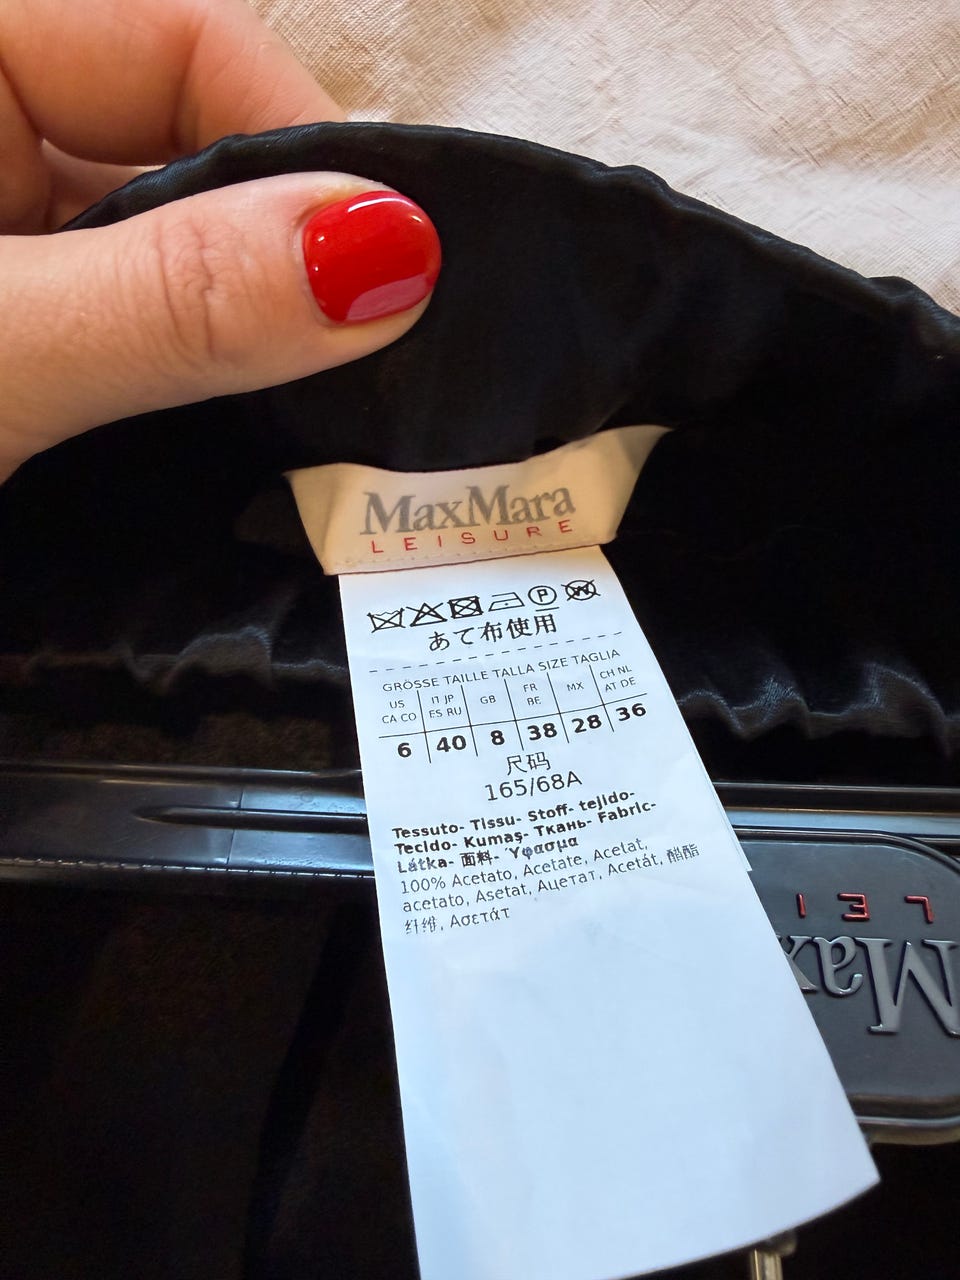 MaxMara
LEISURE
P W
あて布使用
GRÖSSE TAILLE TALLA SIZE TAGLIA
US CA CO IT JP ES RU GB FR BE MX CH NL AT DE
6 40 8 38 28 36
尺码
165/68A
Tessuto- Tissu- Stoff- tejido-
Tecido- Kumaş- Ткань- Fabric-
Látka- 面料- Ύφασμα
100% Acetato, Acetate, Acetat,
acetato, Asetat, Ацетат, Acetát, 醋酯
纤维, Ασετάτ
LEI
Max M